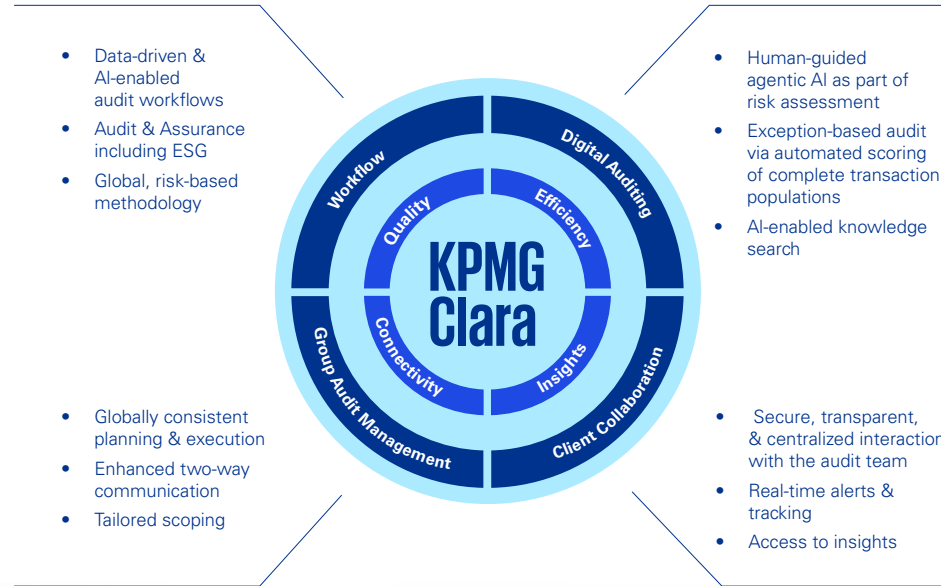 • Data-driven &
AI-enabled
audit workflows
• Audit & Assurance
including ESG
• Global, risk-based
methodology
• Human-guided
agentic AI as part of
risk assessment
• Exception-based audit
via automated scoring
of complete transaction
populations
• AI-enabled knowledge
search
Workflow
Digital Auditing
Quality
Efficiency
KPMG
Clara
Connectivity
Insights
Group Audit Management
Client Collaboration
• Globally consistent
planning & execution
• Enhanced two-way
communication
• Tailored scoping
• Secure, transparent,
& centralized interaction
with the audit team
• Real-time alerts &
tracking
• Access to insights